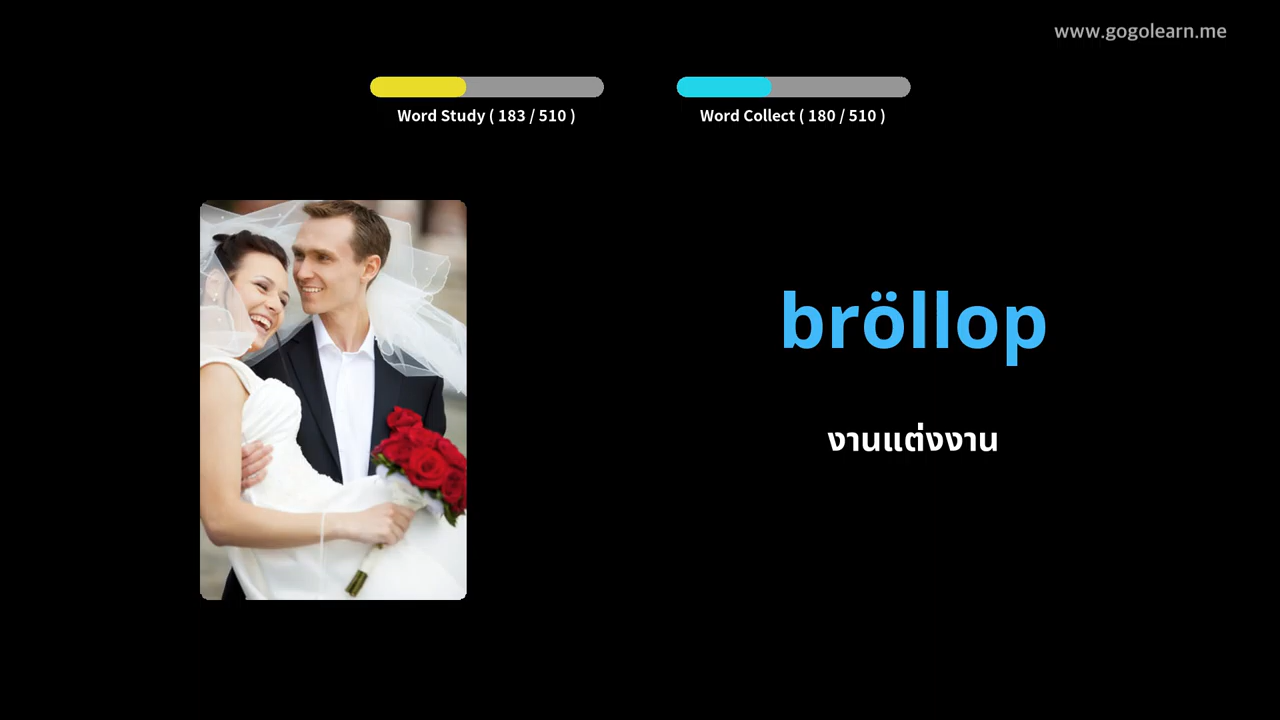 www.gogolearn.me
Word Study ( 183 / 510 )
Word Collect ( 180 / 510 )
bröllop
งานแต่งงาน